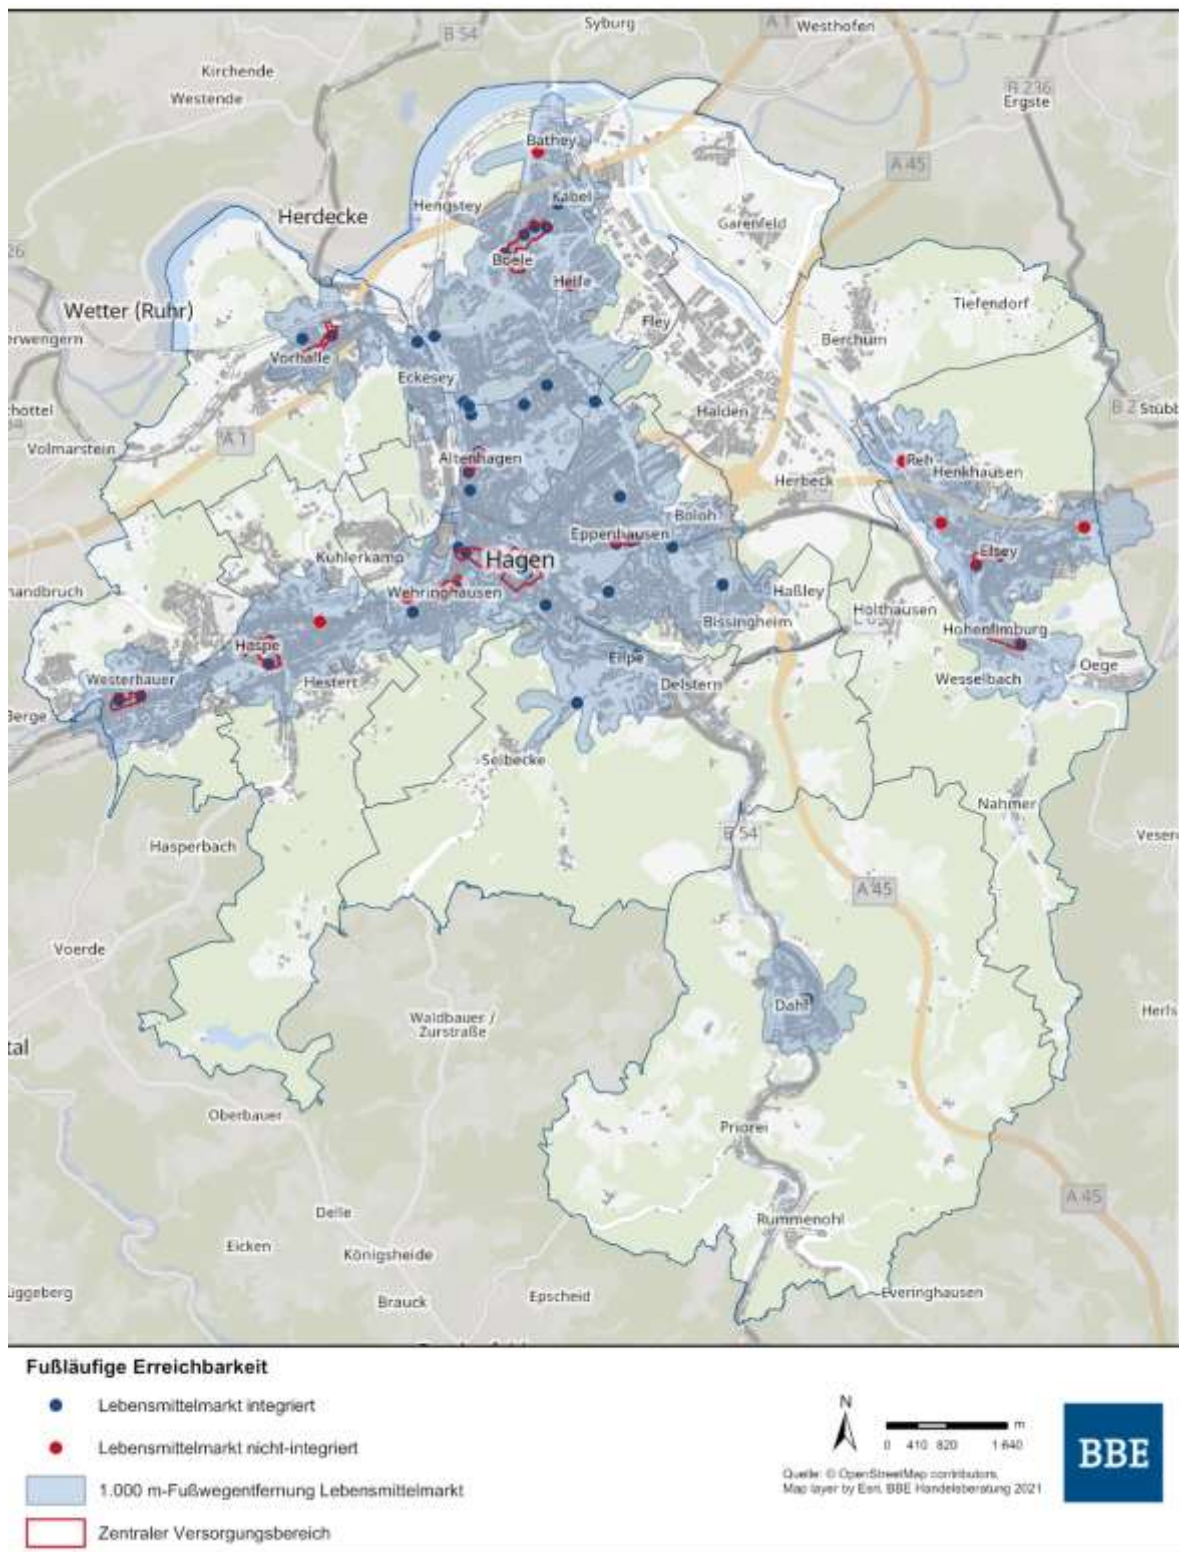 Syburg
A 1
Westhofen
B 54
Kirchende
Westende
B 236
Ergste
Bathey
A 45
Kabel
Hengstey
Herdecke
Garenfeld
Boele
Helfe
Tiefendorf
Wetter (Ruhr)
Fley
Berchum
erwengern
Vorhalle
Eckesey
Halden
Volmarstein
A 1
Altenhagen
Reh
Henkhausen
Herbeck
Boloh
Eppenhausen
Elsey
Kuhlerkamp
Hagen
Wehringhausen
Haßley
Holthausen
Bissingheim
Hohenlimburg
Haspe
Eilpe
Oege
Westerbauer
Hestert
Delstern
Wesselbach
Berge
Selbecke
Nahmer
B 54
Hasperbach
A 45
Voerde
Dahl
Waldbauer /
Zurstraße
tal
Oberbauer
Priorei
A 45
Delle
Rummenohl
Eicken
Königsheide
üggeberg
Brauck
Epscheid
Everinghausen
Fußläufige Erreichbarkeit
Lebensmittelmarkt integriert
Lebensmittelmarkt nicht-integriert
1.000 m-Fußwegentfernung Lebensmittelmarkt
Zentraler Versorgungsbereich
N
m
0 410 820 1 640
Quelle: © OpenStreetMap contributors,
Map layer by Esri, BBE Handelsberatung 2021
BBE